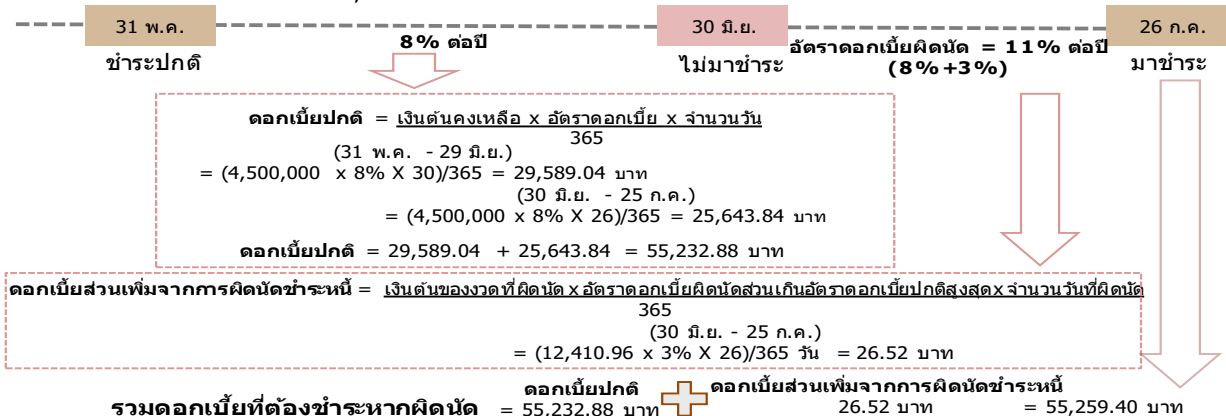 31 พ.ค.
30 มิ.ย.
26 ก.ค.
ชำระปกติ
8% ต่อปี
ไม่มาชำระ
อัตราดอกเบี้ยผิดนัด = 11% ต่อปี
(8%+3%)
มาชำระ
ดอกเบี้ยปกติ = เงินต้นคงเหลือ x อัตราดอกเบี้ย x จำนวนวัน
365
(31 พ.ค. - 29 มิ.ย.)
= (4,500,000 x 8% X 30)/365 = 29,589.04 บาท
(30 มิ.ย. - 25 ก.ค.)
= (4,500,000 x 8% X 26)/365 = 25,643.84 บาท
ดอกเบี้ยปกติ = 29,589.04 + 25,643.84 = 55,232.88 บาท
ดอกเบี้ยส่วนเพิ่มจากการผิดนัดชำระหนี้ = เงินต้นของงวดที่ผิดนัด x อัตราดอกเบี้ยผิดนัดส่วนเกินอัตราดอกเบี้ยปกติสูงสุด x จำนวนวันที่ผิดนัด
365
(30 มิ.ย. - 25 ก.ค.)
= (12,410.96 x 3% X 26)/365 วัน = 26.52 บาท
ดอกเบี้ยปกติ
ดอกเบี้ยส่วนเพิ่มจากการผิดนัดชำระหนี้
รวมดอกเบี้ยที่ต้องชำระหากผิดนัด = 55,232.88 บาท 26.52 บาท = 55,259.40 บาท